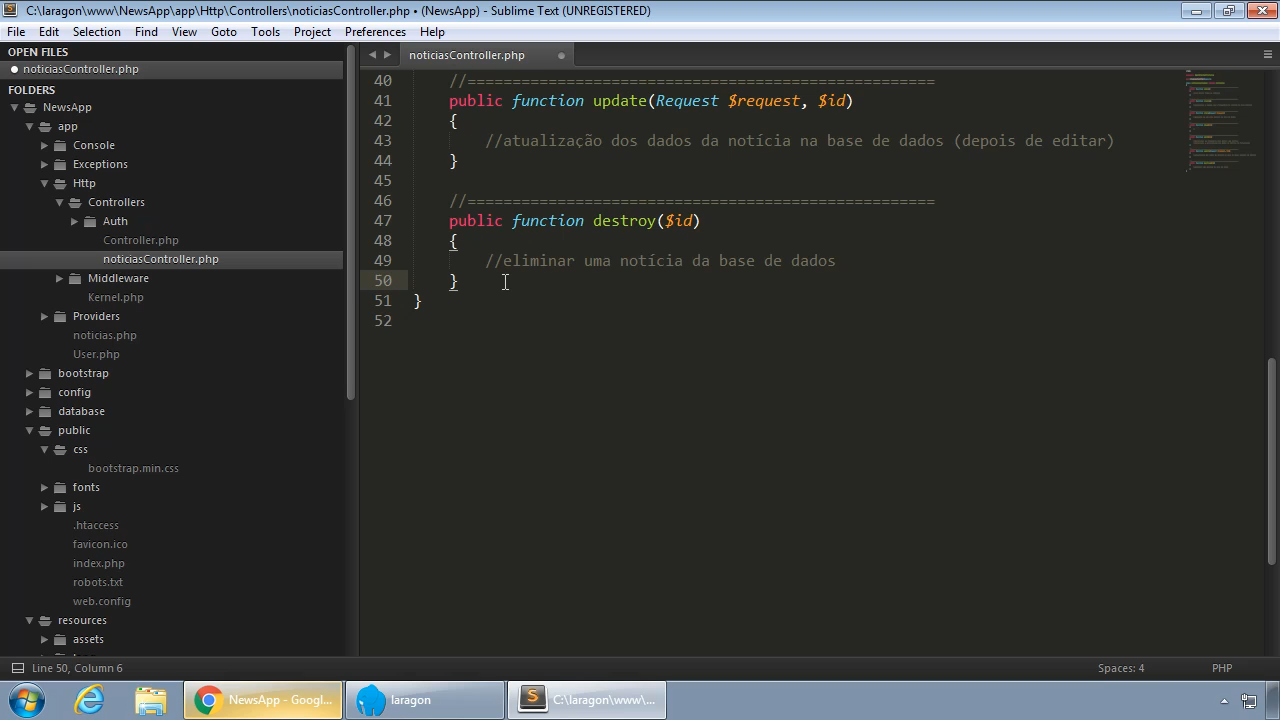 C:\laragon\www\NewsApp\app\Http\Controllers\noticiasController.php • (NewsApp) - Sublime Text (UNREGISTERED)
File Edit Selection Find View Goto Tools Project Preferences Help
OPEN FILES
noticiasController.php
FOLDERS
NewsApp
app
Console
Exceptions
Http
Controllers
Auth
Controller.php
noticiasController.php
Middleware
Kernel.php
Providers
noticias.php
User.php
bootstrap
config
database
public
css
bootstrap.min.css
fonts
js
.htaccess
favicon.ico
index.php
robots.txt
web.config
resources
assets
noticiasController.php
40 //====================================================
41 public function update(Request $request, $id)
42 {
43 //atualização dos dados da notícia na base de dados (depois de editar)
44 }
45
46 //====================================================
47 public function destroy($id)
48 {
49 //eliminar uma notícia da base de dados
50 }
51 }
52
Line 50, Column 6
Spaces: 4
PHP
NewsApp - Googl...
laragon
C:\laragon\www\...